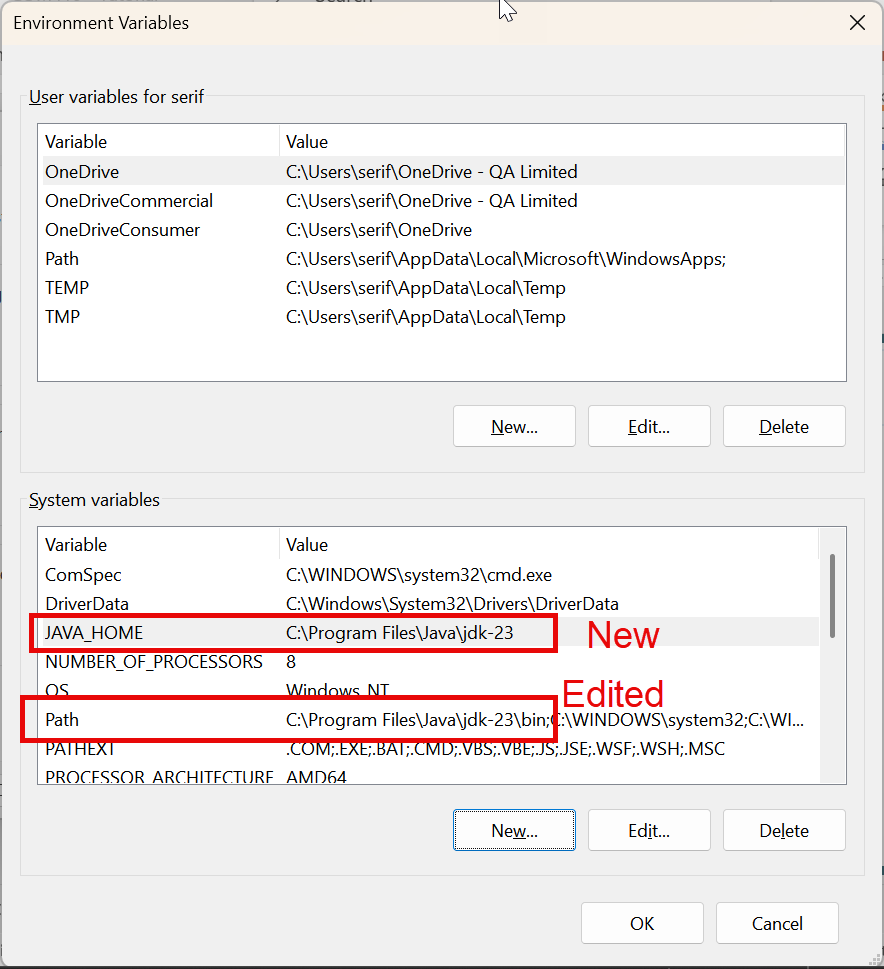 Environment Variables
User variables for serif
Variable Value
OneDrive C:\Users\serif\OneDrive - QA Limited
OneDriveCommercial C:\Users\serif\OneDrive - QA Limited
OneDriveConsumer C:\Users\serif\OneDrive
Path C:\Users\serif\AppData\Local\Microsoft\WindowsApps;
TEMP C:\Users\serif\AppData\Local\Temp
TMP C:\Users\serif\AppData\Local\Temp
New... Edit... Delete
System variables
Variable Value
ComSpec C:\WINDOWS\system32\cmd.exe
DriverData C:\Windows\System32\Drivers\DriverData
JAVA_HOME C:\Program Files\Java\jdk-23 New
NUMBER_OF_PROCESSORS 8
OS Windows_NT
Edited
Path C:\Program Files\Java\jdk-23\bin;C:\WINDOWS\system32;C:\WI...
PATHEXT .COM;.EXE;.BAT;.CMD;.VBS;.VBE;.JS;.JSE;.WSF;.WSH;.MSC
PROCESSOR_ARCHITECTURE AMD64
New... Edit... Delete
OK Cancel